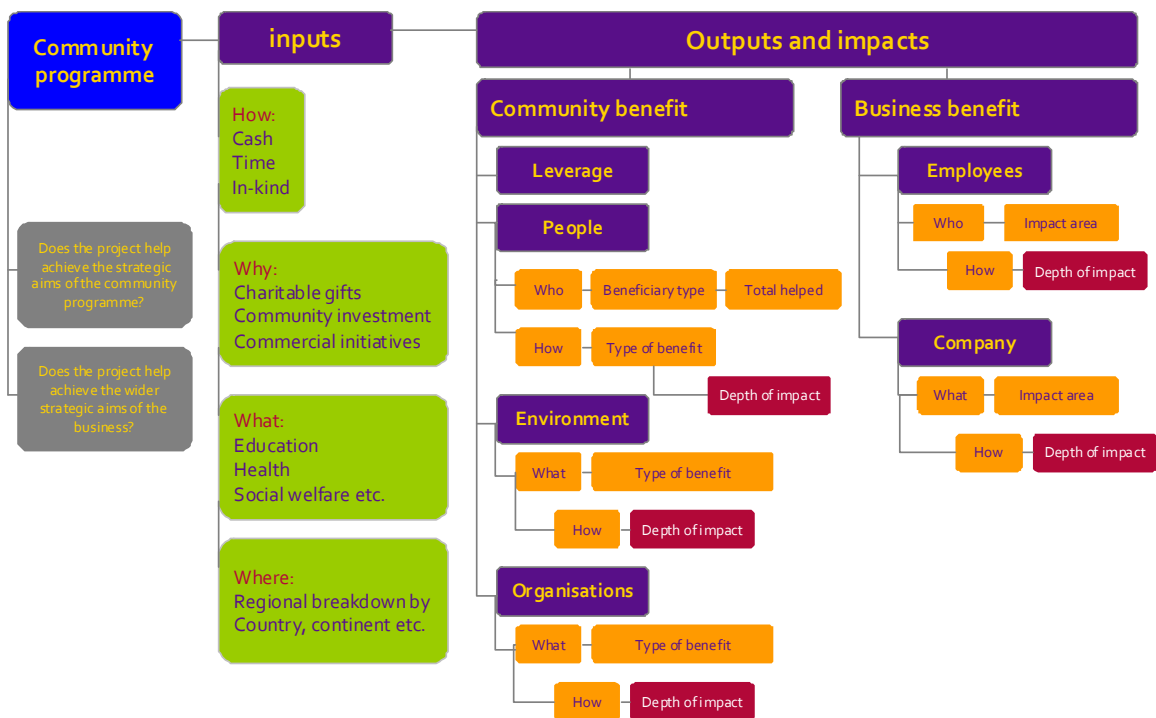 Community
programme
inputs
Outputs and impacts
How:
Cash
Time
In-kind
Why:
Charitable gifts
Community investment
Commercial initiatives
What:
Education
Health
Social welfare etc.
Where:
Regional breakdown by
Country, continent etc.
Does the project help
achieve the strategic
aims of the community
programme?
Does the project help
achieve the wider
strategic aims of the
business?
Community benefit
Leverage
People
Who
Beneficiary type
Total helped
How
Type of benefit
Depth of impact
Environment
What
Type of benefit
How
Depth of impact
Organisations
What
Type of benefit
How
Depth of impact
Business benefit
Employees
Who
Impact area
How
Depth of impact
Company
What
Impact area
How
Depth of impact